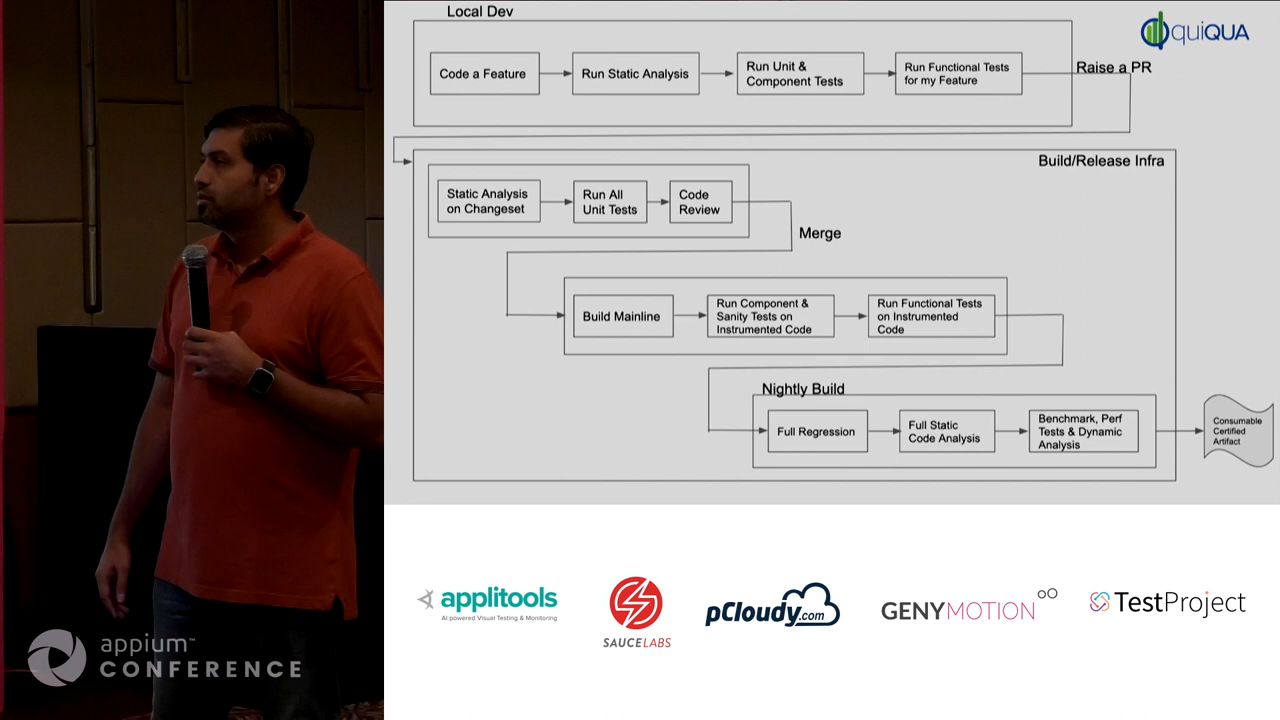 Local Dev
quiQUA
Code a Feature
Run Static Analysis
Run Unit &
Component Tests
Run Functional Tests
for my Feature
Raise a PR
Build/Release Infra
Static Analysis
on Changeset
Run All
Unit Tests
Code
Review
Merge
Build Mainline
Run Component &
Sanity Tests on
Instrumented Code
Run Functional Tests
on Instrumented
Code
Nightly Build
Full Regression
Full Static
Code Analysis
Benchmark, Perf
Tests & Dynamic
Analysis
Consumable
Certified
Artifact
applitools
AI powered Visual Testing & Monitoring
SAUCELABS
pCloudy.com
GENYMOTION
TestProject
appium™
CONFERENCE